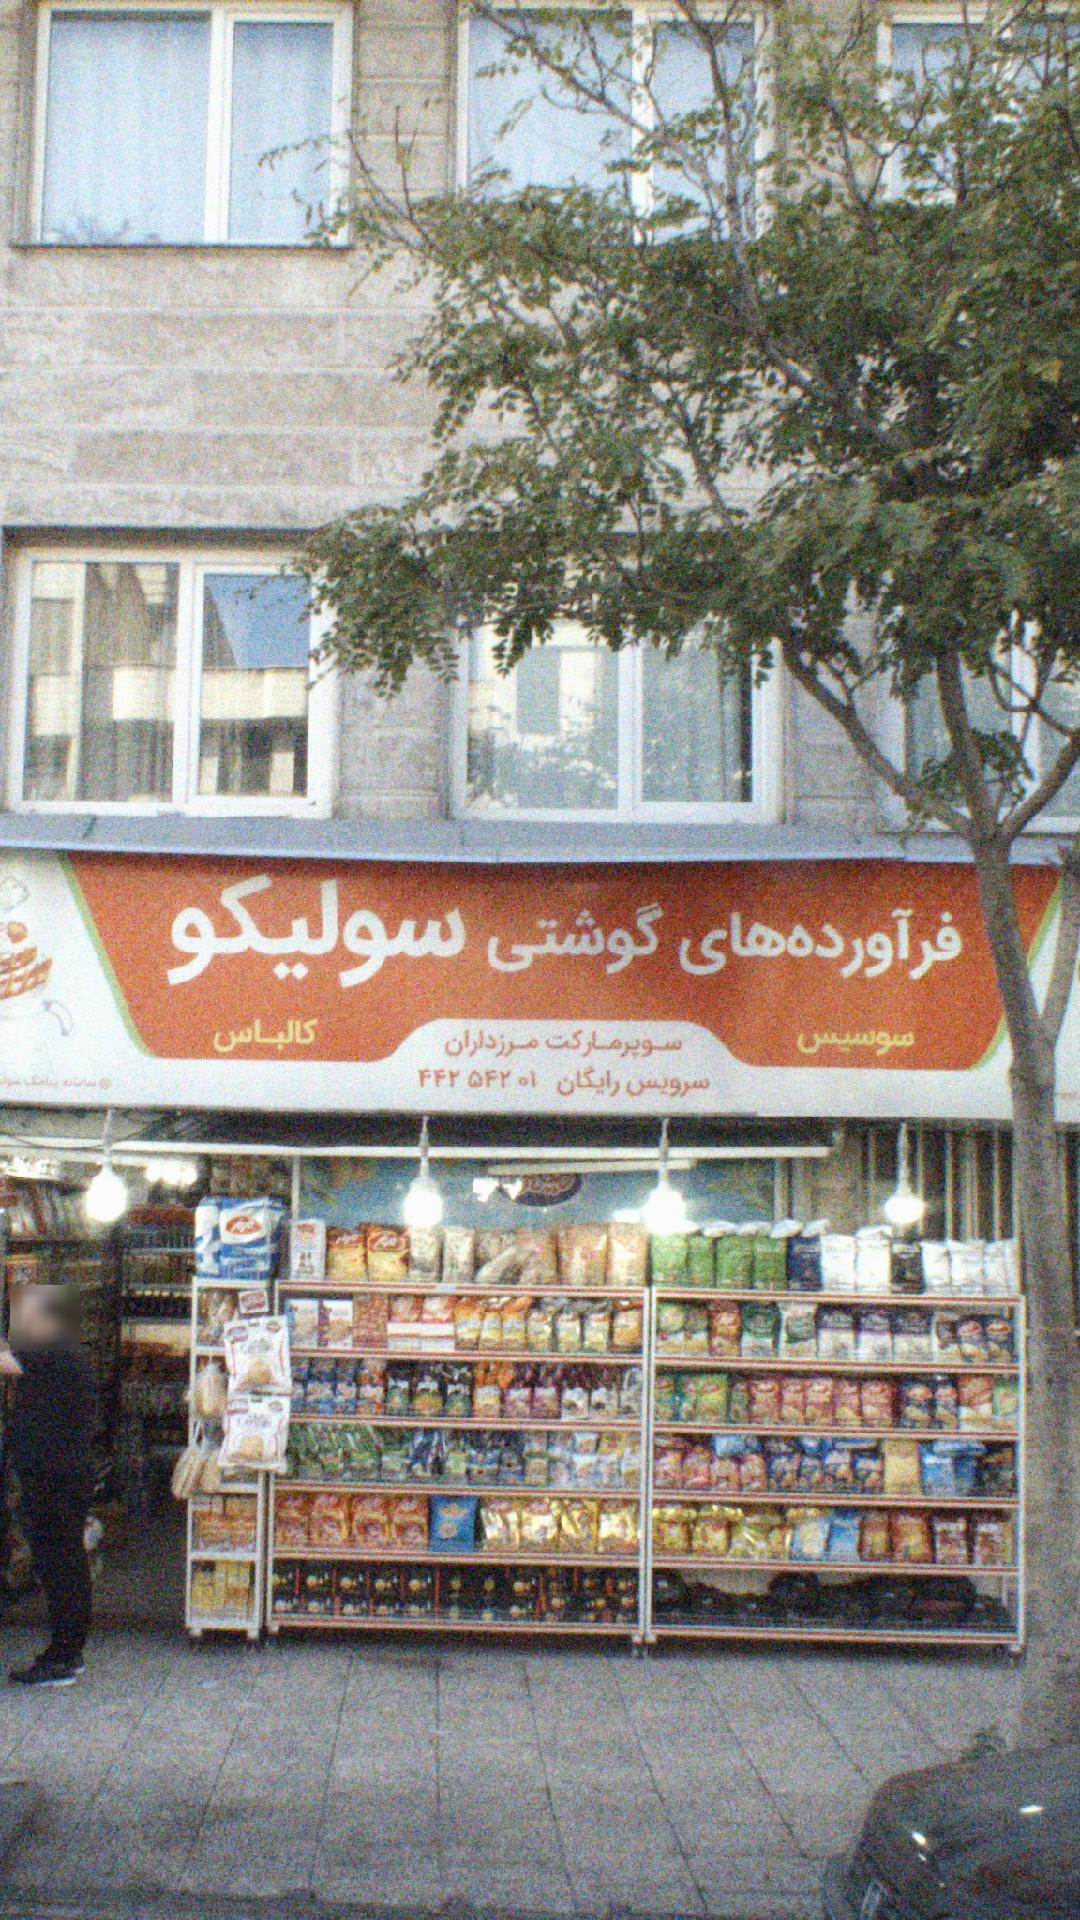 فرآورده‌های گوشتی سولیکو
سوسیس
کالباس
سوپرمارکت مرزداران
سرویس رایگان ۴۴۲ ۵۴۲ ۰۱